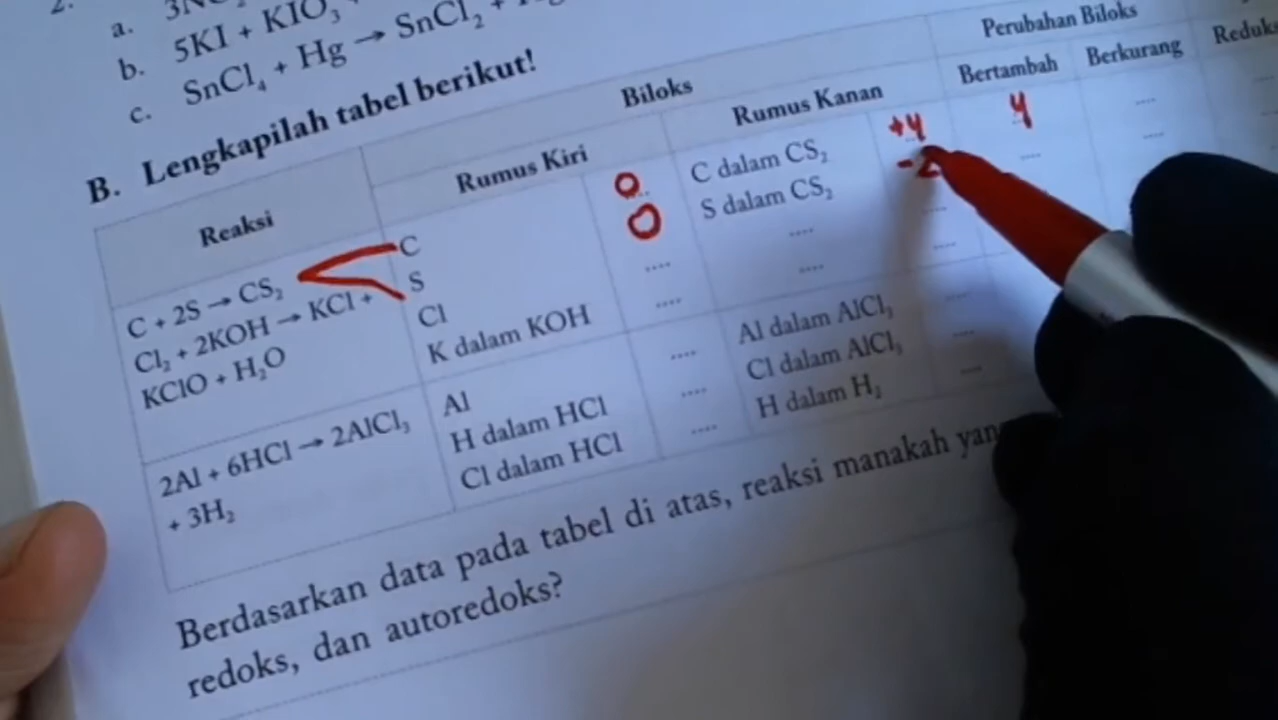 2.
a. 3N
b. 5KI + KIO₃ +
c. SnCl₄ + Hg → SnCl₂ +
B. Lengkapilah tabel berikut!
Reaksi
Biloks
Perubahan Biloks
Rumus Kiri
Rumus Kanan
Bertambah
Berkurang
Reduks
C + 2S → CS₂
C
0
C dalam CS₂
+4
4
....
....
S
0
S dalam CS₂
-2
....
....
Cl₂ + 2KOH → KCl +
KClO + H₂O
Cl
....
....
....
K dalam KOH
....
....
....
2Al + 6HCl → 2AlCl₃
+ 3H₂
Al
....
Al dalam AlCl₃
....
H dalam HCl
....
Cl dalam AlCl₃
....
Cl dalam HCl
....
H dalam H₂
....
Berdasarkan data pada tabel di atas, reaksi manakah yan
redoks, dan autoredoks?